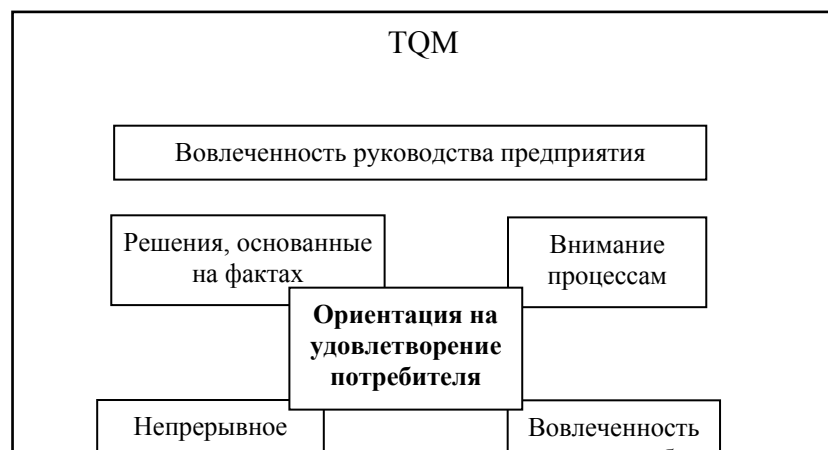 TQM
Вовлеченность руководства предприятия
Решения, основанные
на фактах
Внимание
процессам
Ориентация на
удовлетворение
потребителя
Непрерывное
Вовлеченность